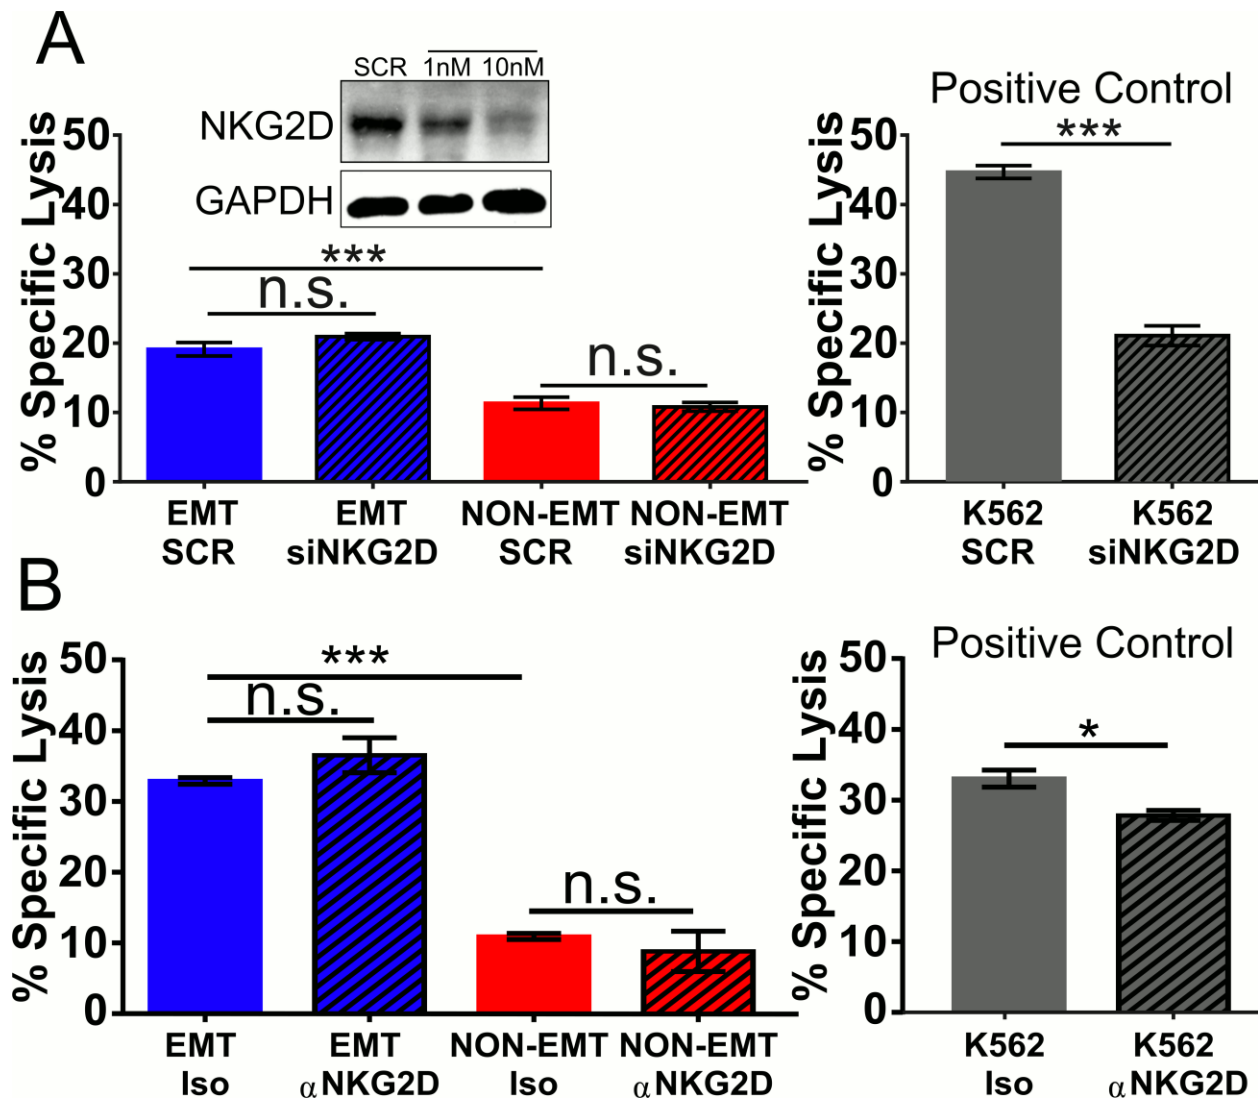 A
SCR 1nM 10nM
NKG2D
GAPDH
% Specific Lysis
50
40
30
20
10
0
***
n.s.
n.s.
EMT SCR
EMT siNKG2D
NON-EMT SCR
NON-EMT siNKG2D
Positive Control
% Specific Lysis
50
40
30
20
10
0
***
K562 SCR
K562 siNKG2D
B
% Specific Lysis
50
40
30
20
10
0
***
n.s.
n.s.
EMT Iso
EMT αNKG2D
NON-EMT Iso
NON-EMT αNKG2D
Positive Control
% Specific Lysis
50
40
30
20
10
0
*
K562 Iso
K562 αNKG2D